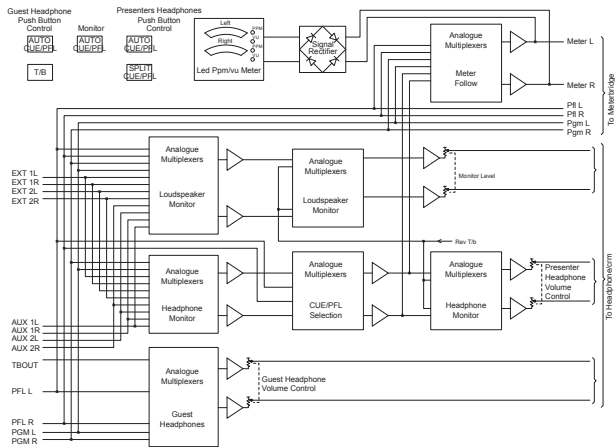 Guest Headphone
Push Button
Control
Monitor
Presenters Headphones
Push Button
Control
AUTO
CUE/PFL
AUTO
CUE/PFL
AUTO
CUE/PFL
T/B
SPLIT
CUE/PFL
Left
PPM
VU
Right
PPM
VU
Led Ppm/vu Meter
Signal
Rectifier
Analogue
Multiplexers
Meter
Follow
Meter L
Meter R
Pfl L
Pfl R
Pgm L
Pgm R
To Meterbridge
EXT 1L
EXT 1R
EXT 2L
EXT 2R
Analogue
Multiplexers
Loudspeaker
Monitor
Analogue
Multiplexers
Loudspeaker
Monitor
Monitor Level
Rev T/b
Analogue
Multiplexers
Headphone
Monitor
Analogue
Multiplexers
CUE/PFL
Selection
Analogue
Multiplexers
Headphone
Monitor
Presenter
Headphone
Volume
Control
To Headphone/crm
AUX 1L
AUX 1R
AUX 2L
AUX 2R
TBOUT
PFL L
PFL R
PGM L
PGM R
Analogue
Multiplexers
Guest
Headphones
Guest Headphone
Volume Control